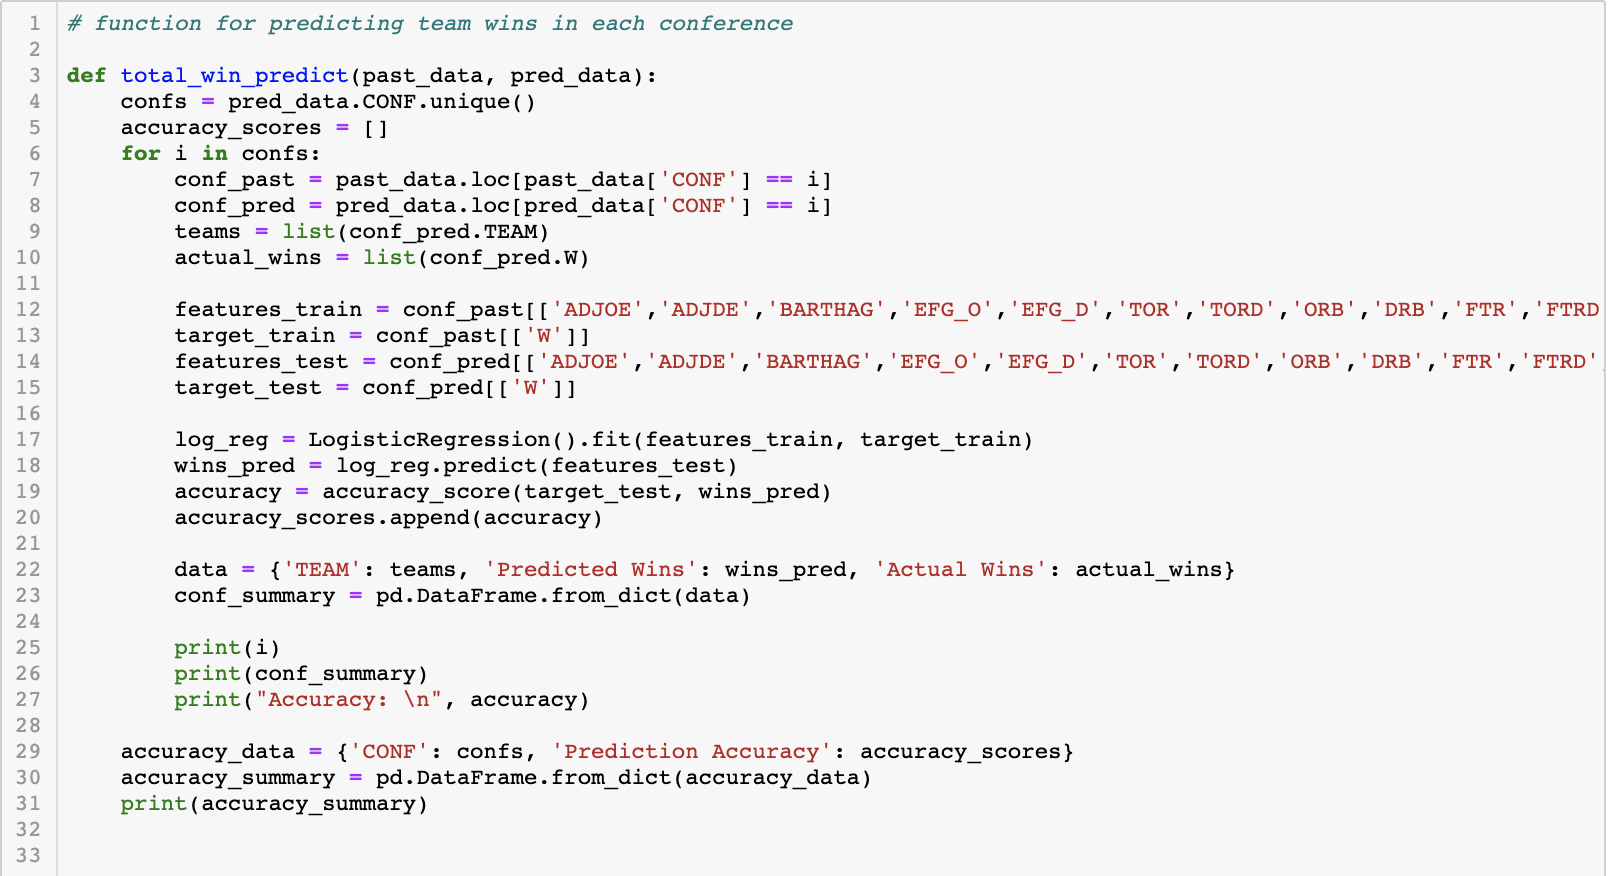 1 # function for predicting team wins in each conference
2
3 def total_win_predict(past_data, pred_data):
4     confs = pred_data.CONF.unique()
5     accuracy_scores = []
6     for i in confs:
7         conf_past = past_data.loc[past_data['CONF'] == i]
8         conf_pred = pred_data.loc[pred_data['CONF'] == i]
9         teams = list(conf_pred.TEAM)
10         actual_wins = list(conf_pred.W)
11
12         features_train = conf_past[['ADJOE','ADJDE','BARTHAG','EFG_O','EFG_D','TOR','TORD','ORB','DRB','FTR','FTRD
13         target_train = conf_past[['W']]
14         features_test = conf_pred[['ADJOE','ADJDE','BARTHAG','EFG_O','EFG_D','TOR','TORD','ORB','DRB','FTR','FTRD',
15         target_test = conf_pred[['W']]
16
17         log_reg = LogisticRegression().fit(features_train, target_train)
18         wins_pred = log_reg.predict(features_test)
19         accuracy = accuracy_score(target_test, wins_pred)
20         accuracy_scores.append(accuracy)
21
22         data = {'TEAM': teams, 'Predicted Wins': wins_pred, 'Actual Wins': actual_wins}
23         conf_summary = pd.DataFrame.from_dict(data)
24
25         print(i)
26         print(conf_summary)
27         print("Accuracy: \n", accuracy)
28
29     accuracy_data = {'CONF': confs, 'Prediction Accuracy': accuracy_scores}
30     accuracy_summary = pd.DataFrame.from_dict(accuracy_data)
31     print(accuracy_summary)
32
33